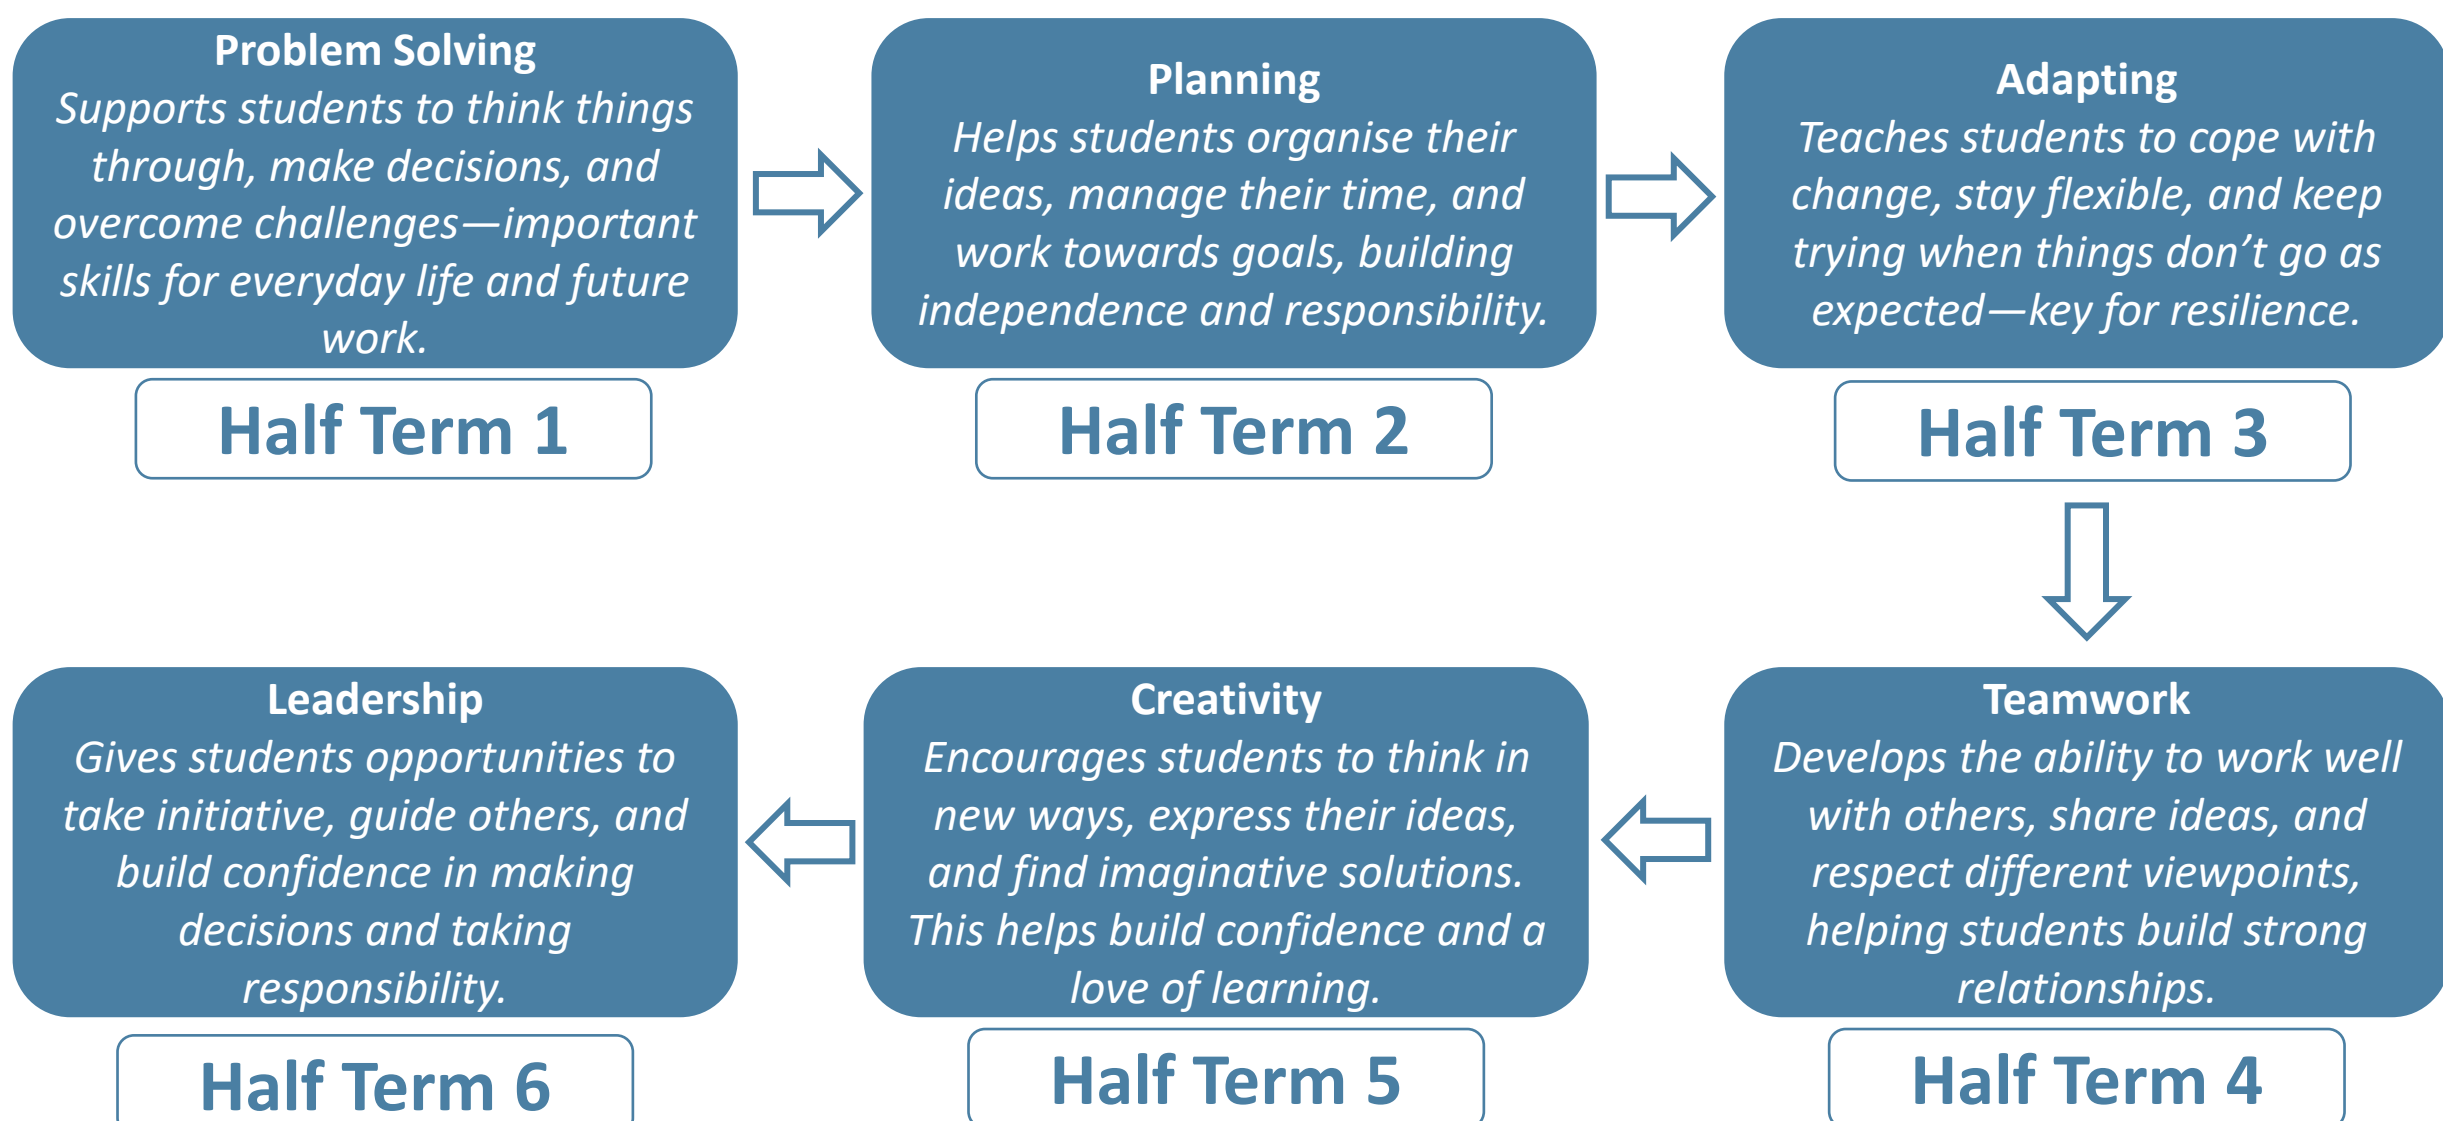 Problem Solving
Supports students to think things
through, make decisions, and
overcome challenges—important
skills for everyday life and future
work.
Half Term 1
Planning
Helps students organise their
ideas, manage their time, and
work towards goals, building
independence and responsibility.
Half Term 2
Adapting
Teaches students to cope with
change, stay flexible, and keep
trying when things don’t go as
expected—key for resilience.
Half Term 3
Teamwork
Develops the ability to work well
with others, share ideas, and
respect different viewpoints,
helping students build strong
relationships.
Half Term 4
Creativity
Encourages students to think in
new ways, express their ideas,
and find imaginative solutions.
This helps build confidence and a
love of learning.
Half Term 5
Leadership
Gives students opportunities to
take initiative, guide others, and
build confidence in making
decisions and taking
responsibility.
Half Term 6